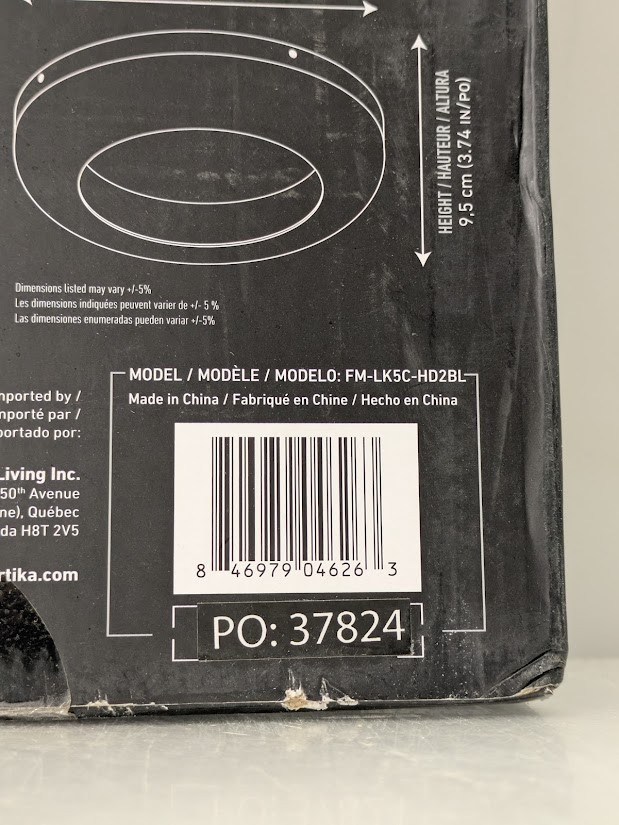 HEIGHT / HAUTEUR / ALTURA
9,5 cm (3.74 IN/PO)
Dimensions listed may vary +/-5%
Les dimensions indiquées peuvent varier de +/- 5 %
Las dimensiones enumeradas pueden variar +/-5%
mported by /
mporté par /
portado por:
Living Inc.
50th Avenue
ne), Québec
da H8T 2V5
rtika.com
MODEL / MODÈLE / MODELO: FM-LK5C-HD2BL
Made in China / Fabriqué en Chine / Hecho en China
8 46979 04626 3
PO: 37824